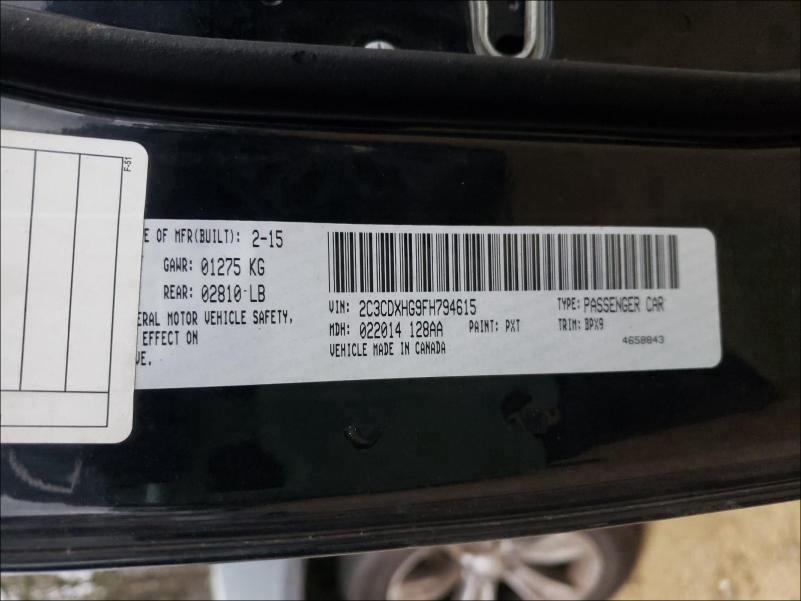 F-51
E OF MFR(BUILT): 2-15
GAWR: 01275 KG
REAR: 02810 LB
ERAL MOTOR VEHICLE SAFETY,
EFFECT ON
VE.
VIN: 2C3CDXHG9FH794615
TYPE: PASSENGER CAR
MDH: 022014 128AA
PAINT: PXT
TRIM: BPX9
VEHICLE MADE IN CANADA
4658843